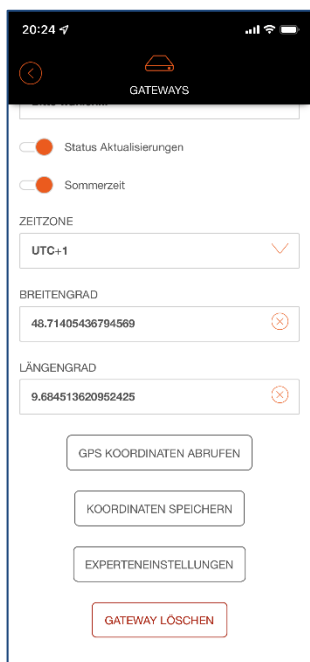 20:24
GATEWAYS
Status Aktualisierungen
Sommerzeit
ZEITZONE
UTC+1
BREITENGRAD
48.71405436794569
LÄNGENGRAD
9.684513620952425
GPS KOORDINATEN ABRUFEN
KOORDINATEN SPEICHERN
EXPERTENEINSTELLUNGEN
GATEWAY LÖSCHEN